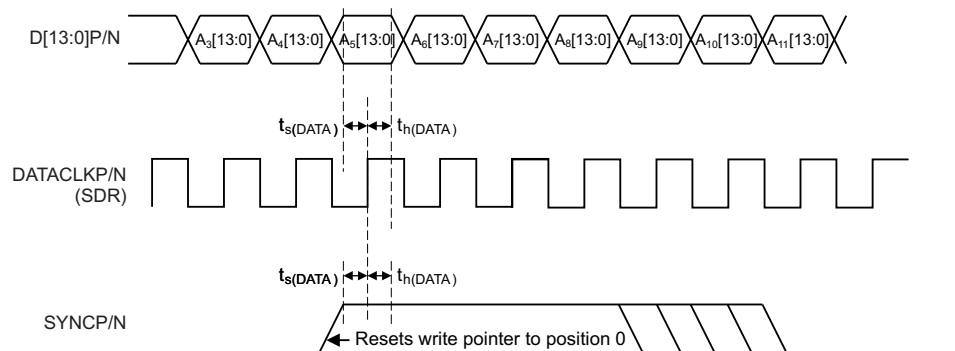 D[13:0]P/N
A3[13:0] A4[13:0] A5[13:0] A6[13:0] A7[13:0] A8[13:0] A9[13:0] A10[13:0] A11[13:0]
ts(DATA) th(DATA)
DATACLKP/N
(SDR)
ts(DATA) th(DATA)
SYNCP/N
Resets write pointer to position 0